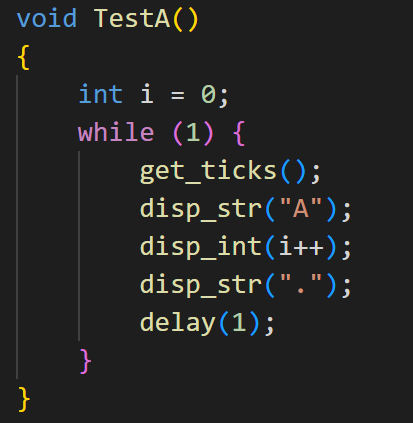 void TestA()
{
    int i = 0;
    while (1) {
        get_ticks();
        disp_str("A");
        disp_int(i++);
        disp_str(".");
        delay(1);
    }
}